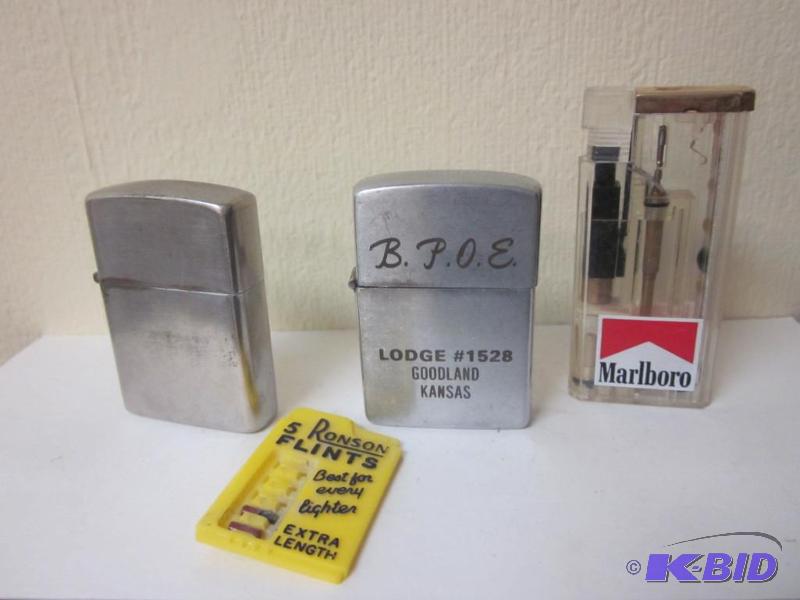 B. P. O. E.
LODGE #1528
GOODLAND
KANSAS
Marlboro
5 RONSON
FLINTS
Best for
every
lighter
EXTRA
LENGTH
© K-BID